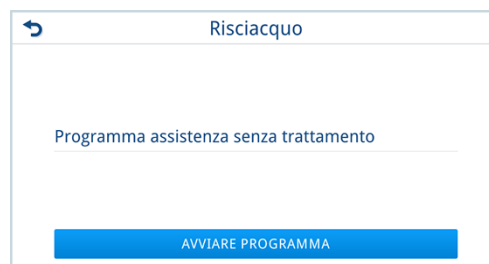 Risciacquo
Programma assistenza senza trattamento
AVVIARE PROGRAMMA